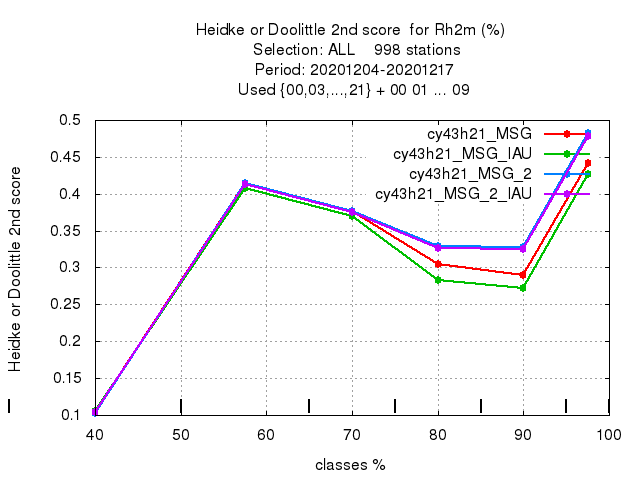 Heidke or Doolittle 2nd score for Rh2m (%)
Selection: ALL 998 stations
Period: 20201204-20201217
Used {00,03,...,21} + 00 01 ... 09
0.5
0.45
0.4
0.35
0.3
0.25
0.2
0.15
0.1
Heidke or Doolittle 2nd score
cy43h21_MSG
cy43h21_MSG_IAU
cy43h21_MSG_2
cy43h21_MSG_2_IAU
40 50 60 70 80 90 100
classes %